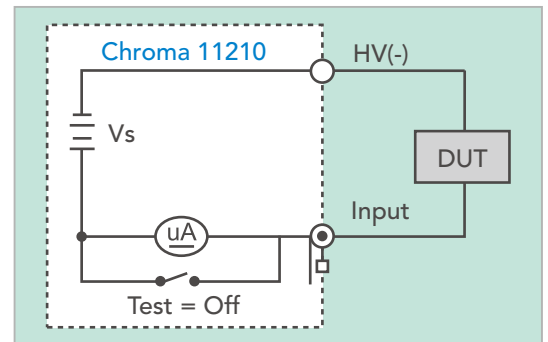 Chroma 11210
HV(-)
Vs
DUT
Input
uA
Test = Off